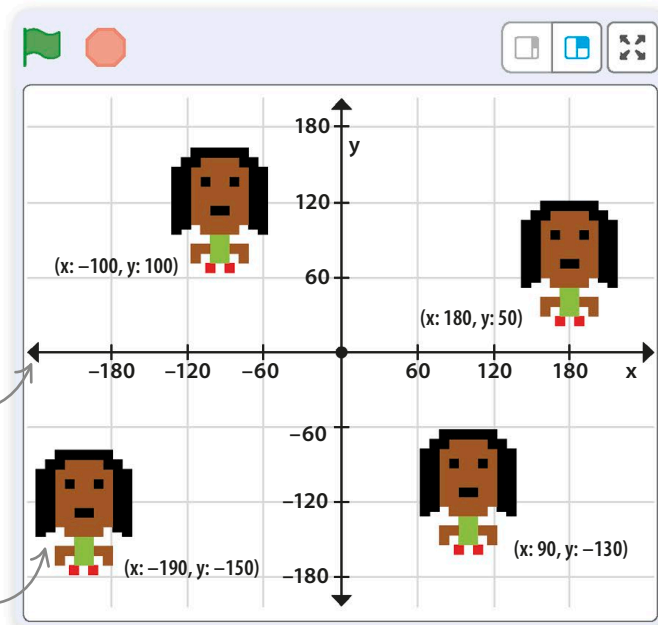 180
y
120
(x: −100, y: 100)
60
(x: 180, y: 50)
−180 −120 −60 60 120 180 x
−60
−120
(x: 90, y: −130)
(x: −190, y: −150)
−180